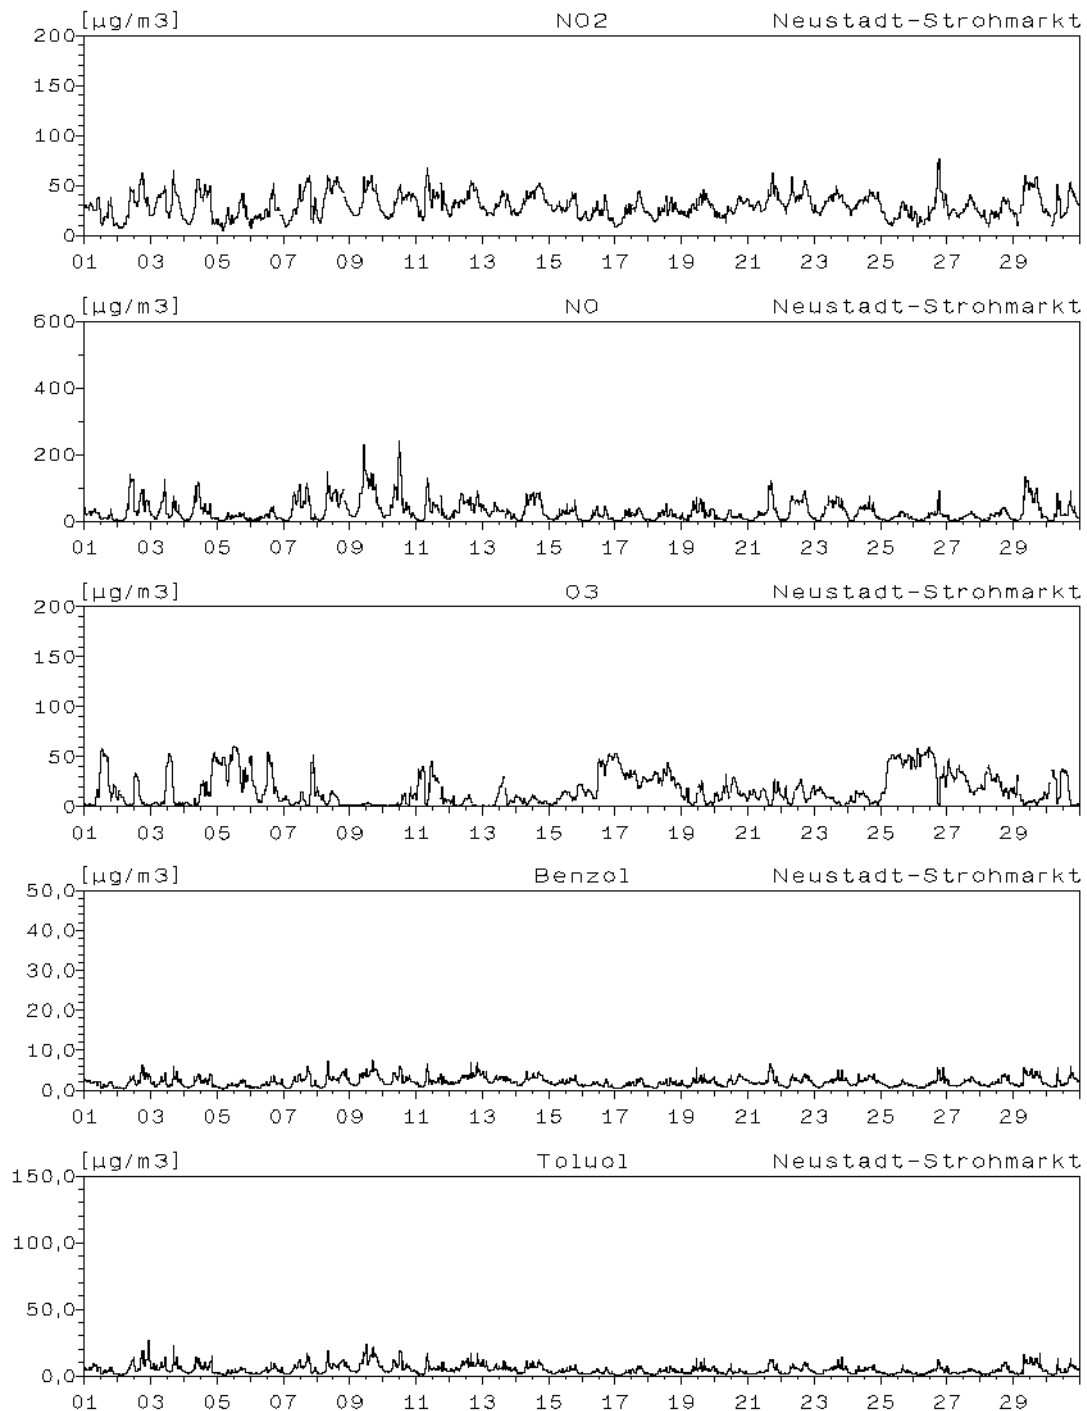 [µg/m3] NO2 Neustadt-Strohmarkt
200
150
100
50
0
01 03 05 07 09 11 13 15 17 19 21 23 25 27 29
[µg/m3] NO Neustadt-Strohmarkt
600
400
200
0
01 03 05 07 09 11 13 15 17 19 21 23 25 27 29
[µg/m3] O3 Neustadt-Strohmarkt
200
150
100
50
0
01 03 05 07 09 11 13 15 17 19 21 23 25 27 29
[µg/m3] Benzol Neustadt-Strohmarkt
50,0
40,0
30,0
20,0
10,0
0,0
01 03 05 07 09 11 13 15 17 19 21 23 25 27 29
[µg/m3] Toluol Neustadt-Strohmarkt
150,0
100,0
50,0
0,0
01 03 05 07 09 11 13 15 17 19 21 23 25 27 29